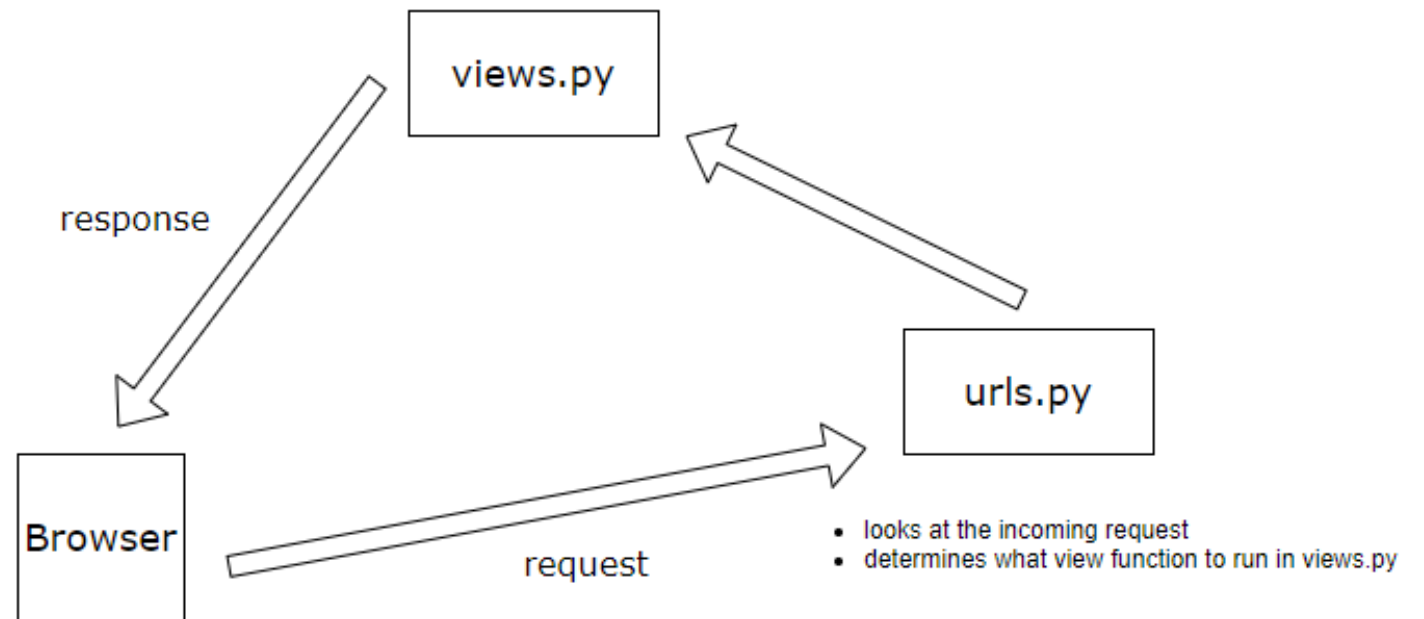 views.py
response
urls.py
Browser
request
• looks at the incoming request
• determines what view function to run in views.py